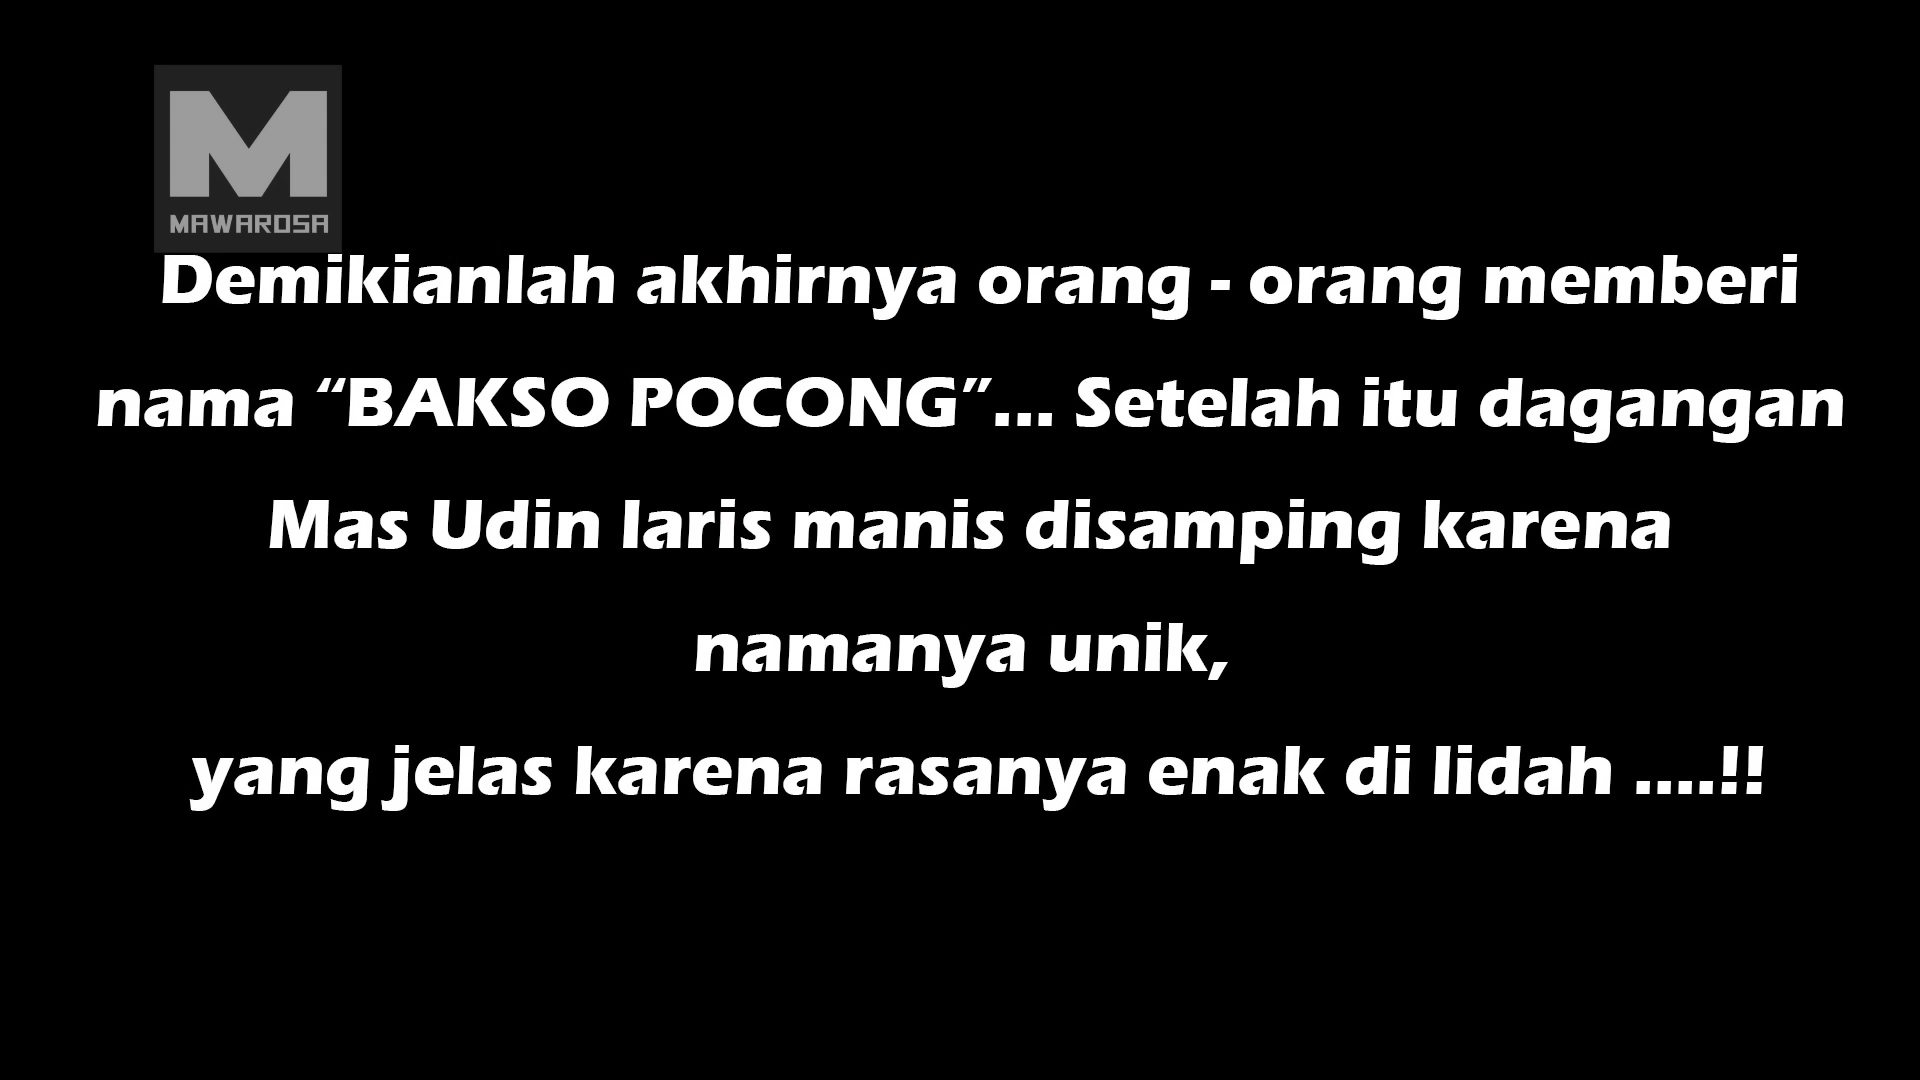 M
MAWAROSA
Demikianlah akhirnya orang - orang memberi
nama “BAKSO POCONG”... Setelah itu dagangan
Mas Udin laris manis disamping karena
namanya unik,
yang jelas karena rasanya enak di lidah ....!!